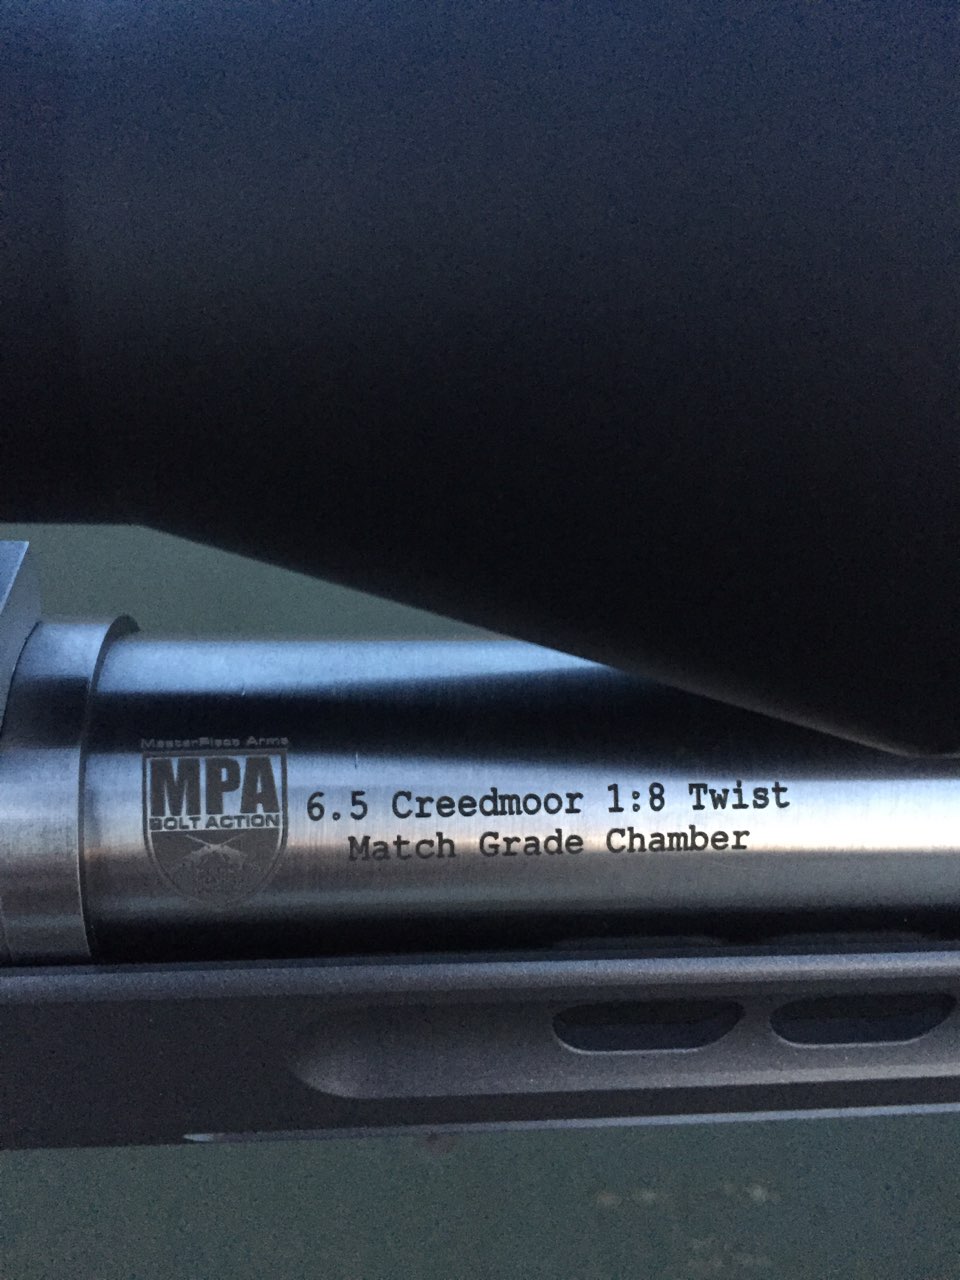 MasterPiece Arms
MPA
BOLT ACTION
6.5 Creedmoor 1:8 Twist
Match Grade Chamber